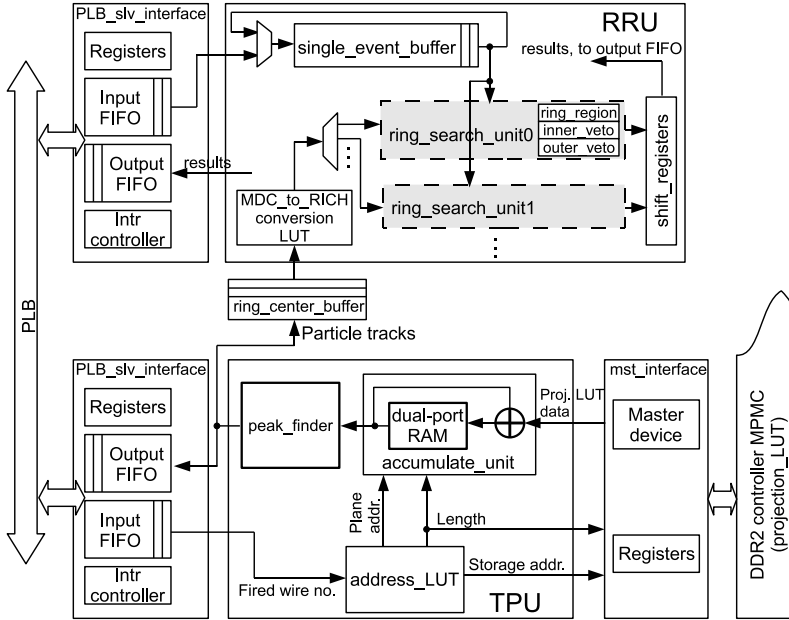 PLB_slv_interface
Registers
Input
FIFO
Output
FIFO
Intr
controller
PLB
RRU
single_event_buffer
results, to output FIFO
ring_search_unit0
ring_region
inner_veto
outer_veto
ring_search_unit1
shift_registers
results
MDC_to_RICH
conversion
LUT
ring_center_buffer
Particle tracks
PLB_slv_interface
Registers
Output
FIFO
Input
FIFO
Intr
controller
peak_finder
dual-port
RAM
accumulate_unit
Proj. LUT
data
Plane
addr.
Length
address_LUT
Fired wire no.
Storage addr.
TPU
mst_interface
Master
device
Registers
DDR2 controller MPMC
(projection_LUT)